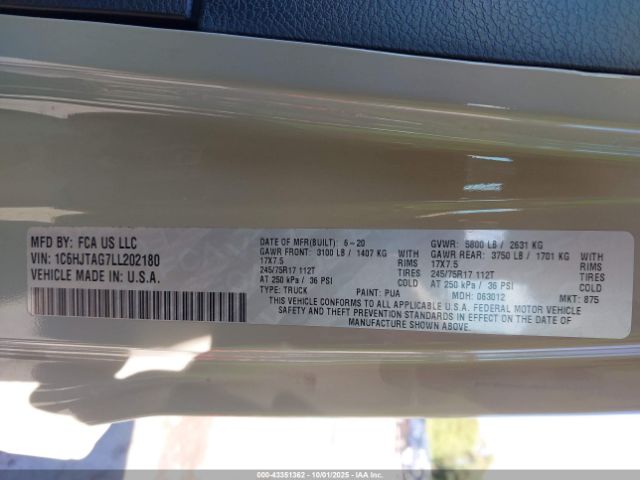 MFD BY: FCA US LLC
VIN: 1C6HJTAG7LL202180
VEHICLE MADE IN U.S.A.
DATE OF MFR(BUILT): 6-20 GVWR: 5800 LB / 2631 KG
GAWR FRONT: 3100 LB / 1407 KG WITH GAWR REAR: 3750 LB / 1701 KG WITH
17X7.5 RIMS 17X7.5 RIMS
245/75R17 112T TIRES 245/75R17 112T TIRES
AT 250 kPa / 36 PSI COLD AT 250 kPa / 36 PSI COLD
TYPE: TRUCK PAINT: PUA MDH: 063012 MKT: 875
THIS VEHICLE CONFORMS TO ALL APPLICABLE U.S.A. FEDERAL MOTOR VEHICLE
SAFETY AND THEFT PREVENTION STANDARDS IN EFFECT ON THE DATE OF
MANUFACTURE SHOWN ABOVE.
000-43351362 - 10/01/2025 - IAA Inc.